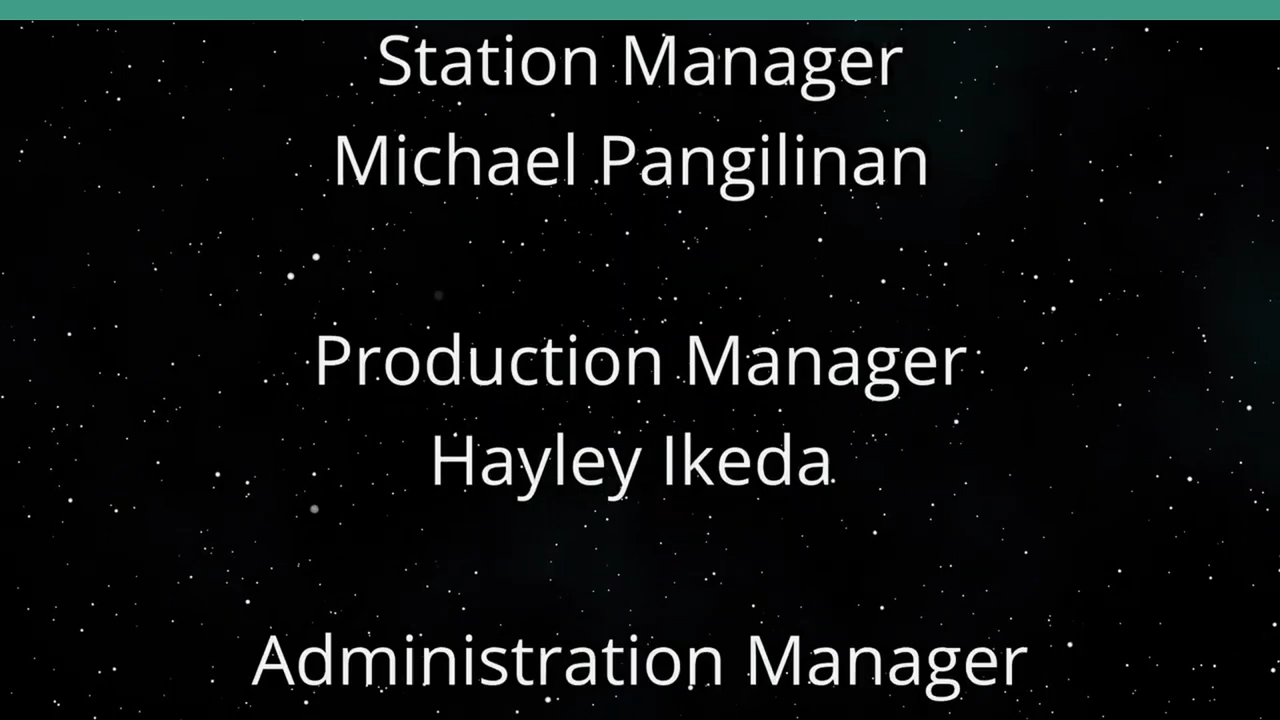 Station Manager
Michael Pangilinan
Production Manager
Hayley Ikeda
Administration Manager